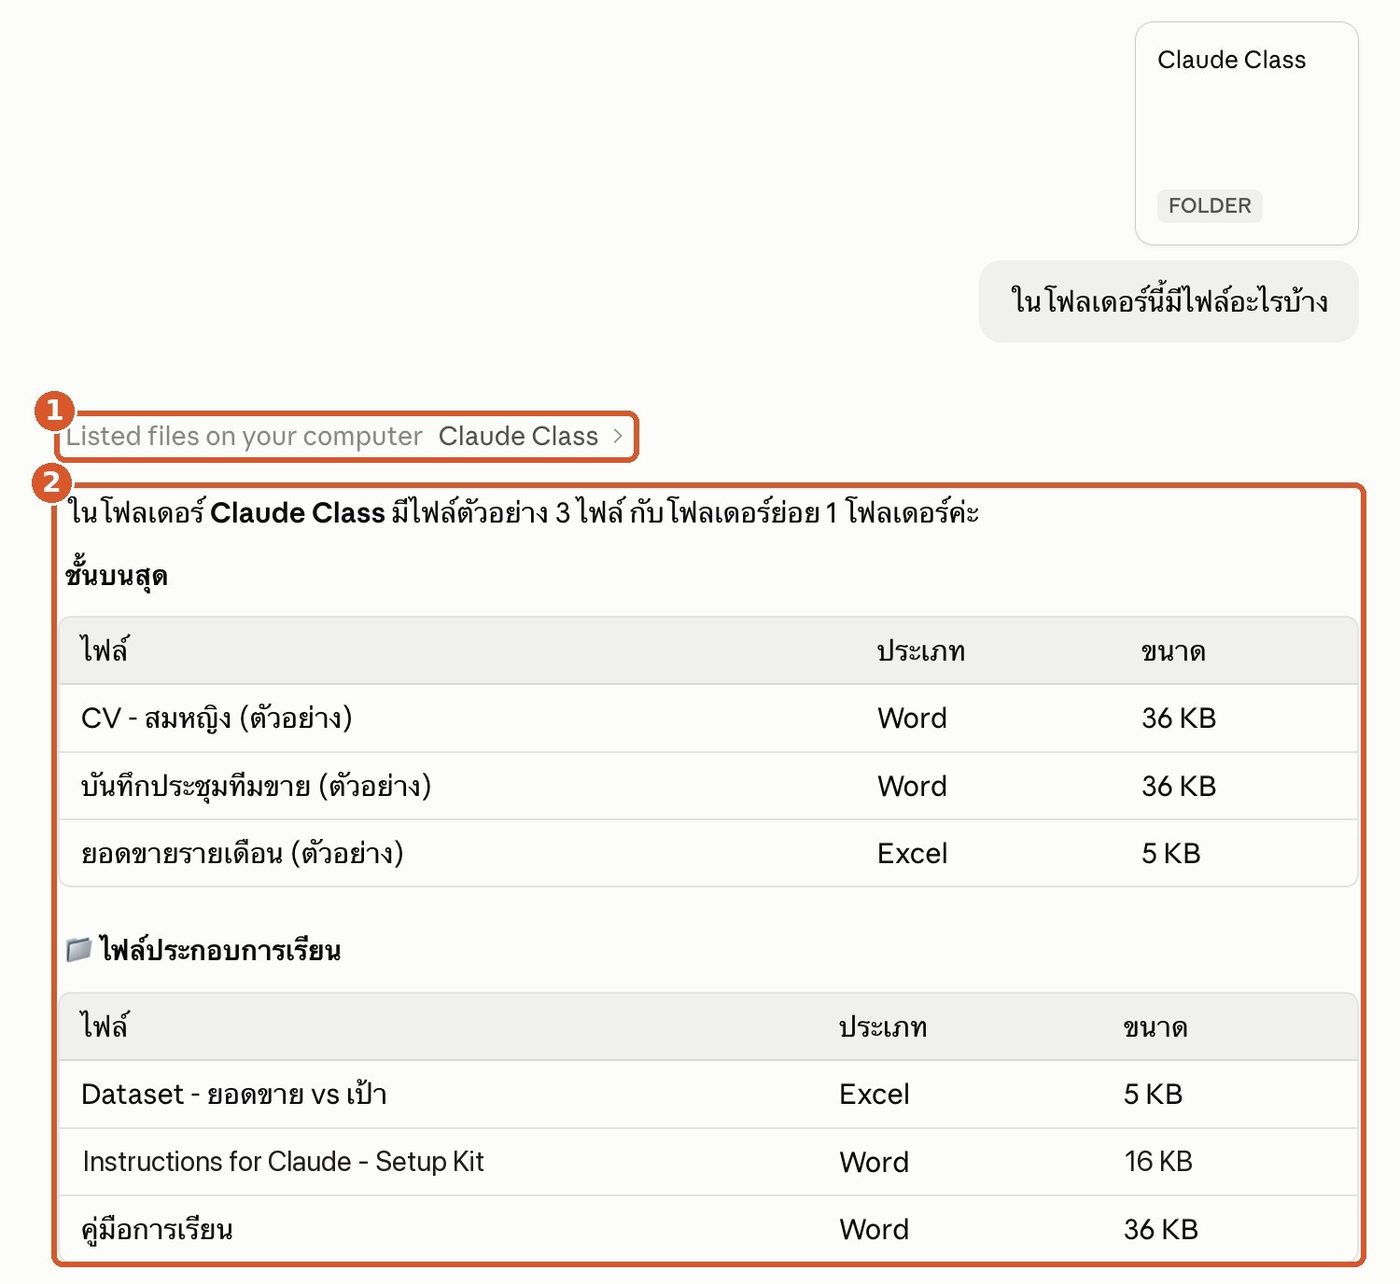 Claude Class
FOLDER
ในโฟลเดอร์นี้มีไฟล์อะไรบ้าง
1
Listed files on your computer Claude Class >
2
ในโฟลเดอร์ Claude Class มีไฟล์ตัวอย่าง 3 ไฟล์ กับโฟลเดอร์ย่อย 1 โฟลเดอร์ค่ะ
ชั้นบนสุด
ไฟล์ ประเภท ขนาด
CV - สมหญิง (ตัวอย่าง) Word 36 KB
บันทึกประชุมทีมขาย (ตัวอย่าง) Word 36 KB
ยอดขายรายเดือน (ตัวอย่าง) Excel 5 KB
ไฟล์ประกอบการเรียน
ไฟล์ ประเภท ขนาด
Dataset - ยอดขาย vs เป้า Excel 5 KB
Instructions for Claude - Setup Kit Word 16 KB
คู่มือการเรียน Word 36 KB